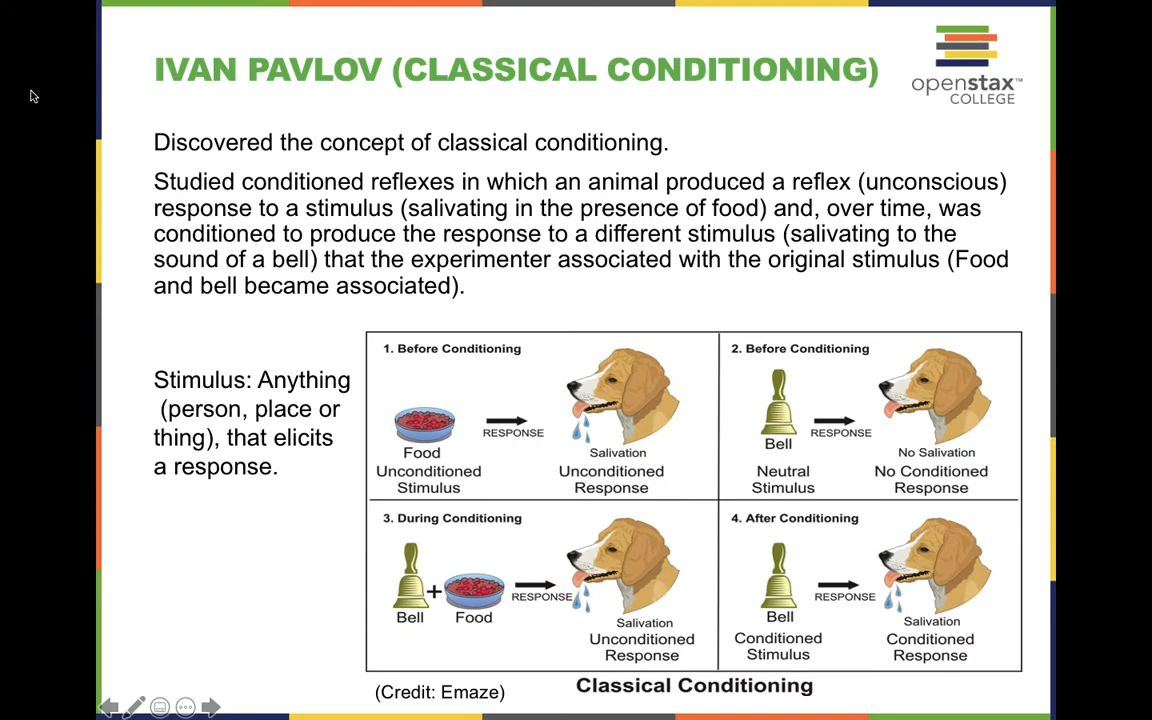 IVAN PAVLOV (CLASSICAL CONDITIONING)
openstax™
COLLEGE
Discovered the concept of classical conditioning.
Studied conditioned reflexes in which an animal produced a reflex (unconscious)
response to a stimulus (salivating in the presence of food) and, over time, was
conditioned to produce the response to a different stimulus (salivating to the
sound of a bell) that the experimenter associated with the original stimulus (Food
and bell became associated).
Stimulus: Anything
(person, place or
thing), that elicits
a response.
1. Before Conditioning
RESPONSE
Food
Salivation
Unconditioned
Stimulus
Unconditioned
Response
2. Before Conditioning
RESPONSE
Bell
No Salivation
Neutral
Stimulus
No Conditioned
Response
3. During Conditioning
+
RESPONSE
Bell
Food
Salivation
Unconditioned
Response
4. After Conditioning
RESPONSE
Bell
Salivation
Conditioned
Stimulus
Conditioned
Response
(Credit: Emaze)
Classical Conditioning